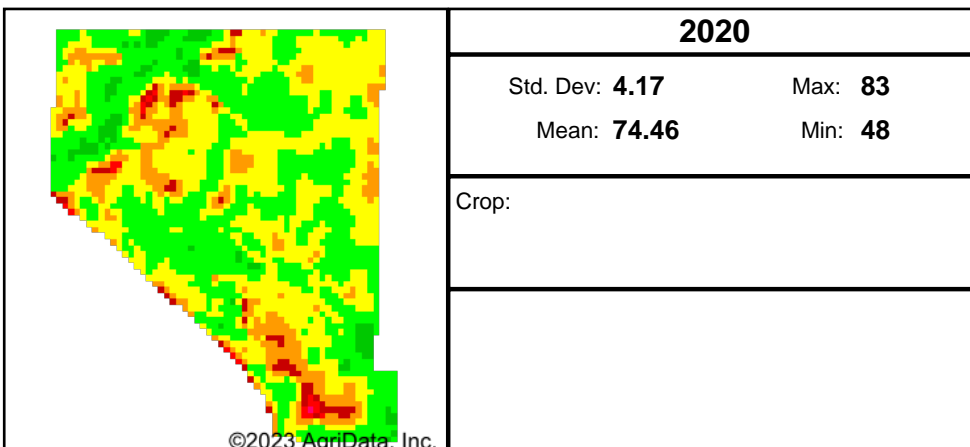 2020
Std. Dev: 4.17 Max: 83
Mean: 74.46 Min: 48
Crop:
©2023 AgriData, Inc.